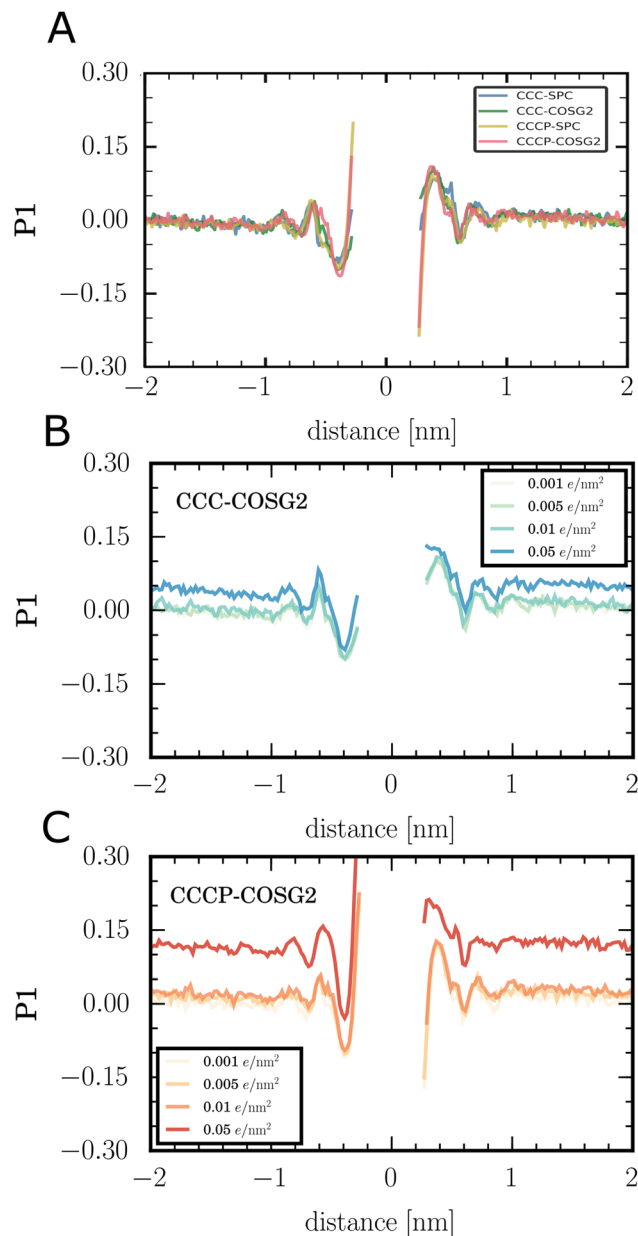 A
0.30
0.15
0.00
−0.15
−0.30
P1
CCC-SPC
CCC-COSG2
CCCP-SPC
CCCP-COSG2
−2 −1 0 1 2
distance [nm]
B
0.30
0.15
0.00
−0.15
−0.30
P1
CCC-COSG2
0.001 e/nm²
0.005 e/nm²
0.01 e/nm²
0.05 e/nm²
−2 −1 0 1 2
distance [nm]
C
0.30
0.15
0.00
−0.15
−0.30
P1
CCCP-COSG2
0.001 e/nm²
0.005 e/nm²
0.01 e/nm²
0.05 e/nm²
−2 −1 0 1 2
distance [nm]